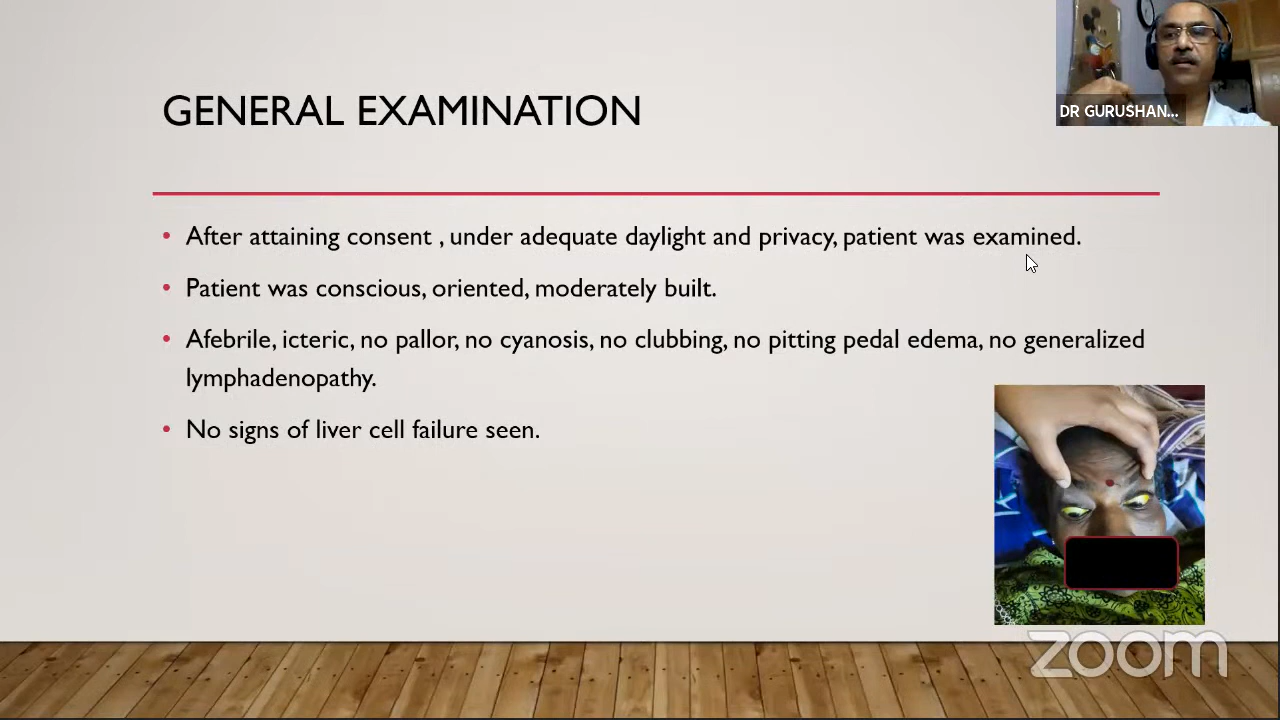 GENERAL EXAMINATION
DR GURUSHAN...
• After attaining consent , under adequate daylight and privacy, patient was examined.
• Patient was conscious, oriented, moderately built.
• Afebrile, icteric, no pallor, no cyanosis, no clubbing, no pitting pedal edema, no generalized
lymphadenopathy.
• No signs of liver cell failure seen.
zoom